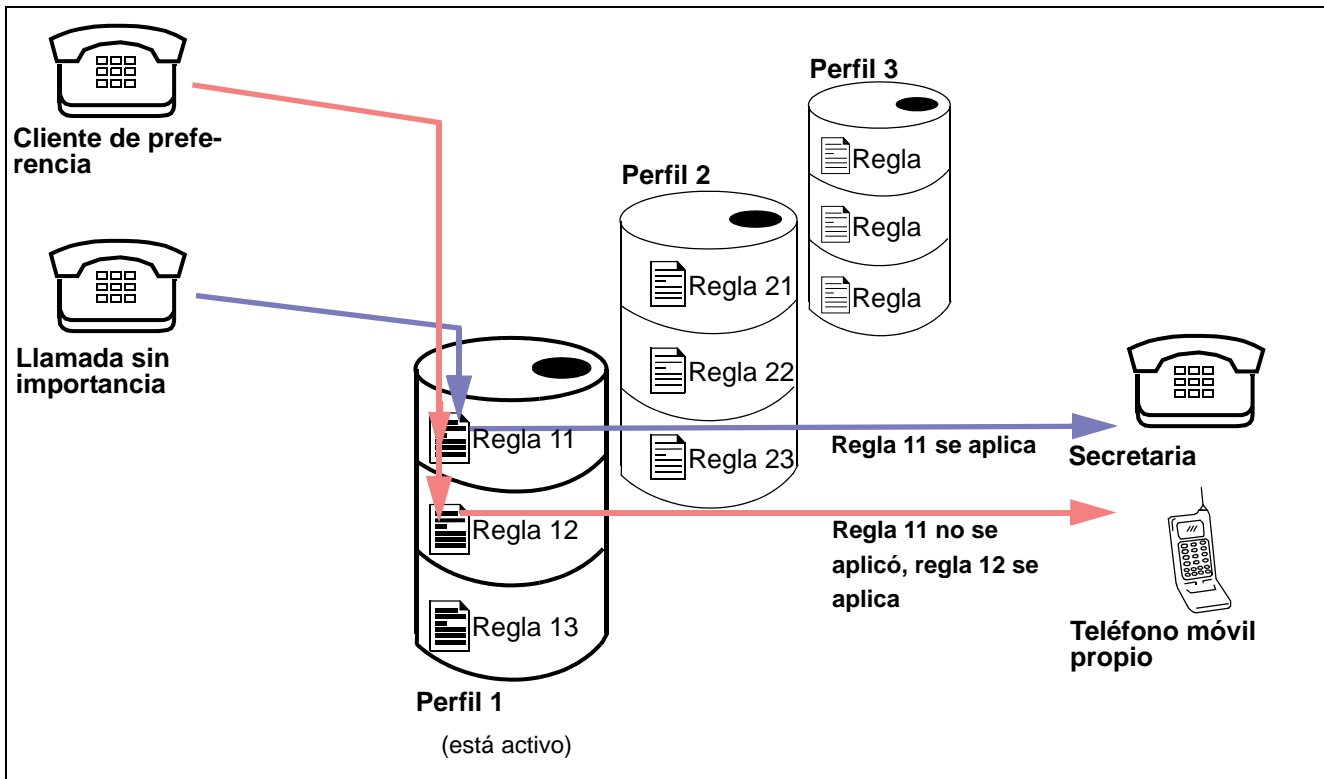 Cliente de prefe-
rencia
Llamada sin
importancia
Perfil 3
Regla
Regla
Regla
Perfil 2
Regla 21
Regla 22
Regla 23
Regla 11
Regla 12
Regla 13
Perfil 1
(está activo)
Regla 11 se aplica
Secretaria
Regla 11 no se
aplicó, regla 12 se
aplica
Teléfono móvil
propio